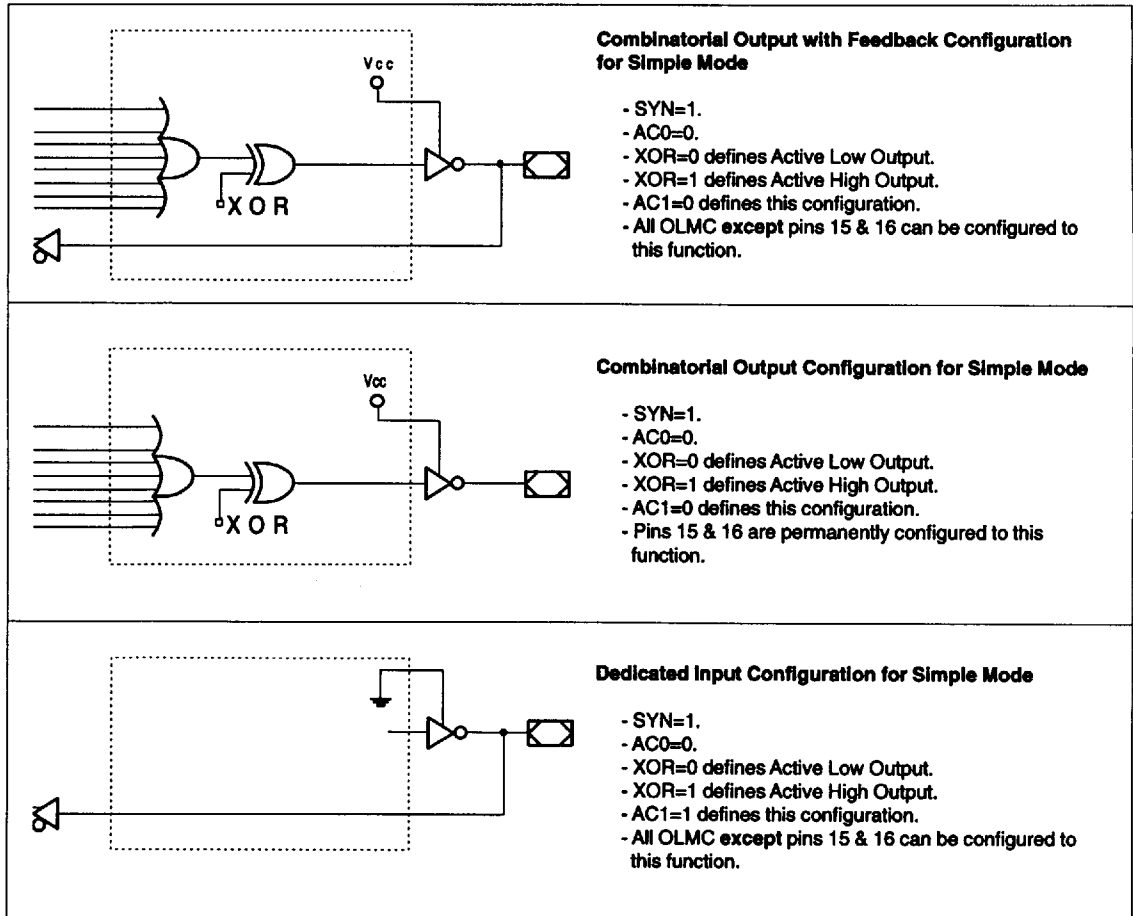 Combinatorial Output with Feedback Configuration
for Simple Mode
Vcc
- SYN=1.
- AC0=0.
- XOR=0 defines Active Low Output.
- XOR=1 defines Active High Output.
- AC1=0 defines this configuration.
- All OLMC except pins 15 & 16 can be configured to
this function.
XOR
Combinatorial Output Configuration for Simple Mode
Vcc
- SYN=1.
- AC0=0.
- XOR=0 defines Active Low Output.
- XOR=1 defines Active High Output.
- AC1=0 defines this configuration.
- Pins 15 & 16 are permanently configured to this
function.
XOR
Dedicated Input Configuration for Simple Mode
- SYN=1.
- AC0=0.
- XOR=0 defines Active Low Output.
- XOR=1 defines Active High Output.
- AC1=1 defines this configuration.
- All OLMC except pins 15 & 16 can be configured to
this function.